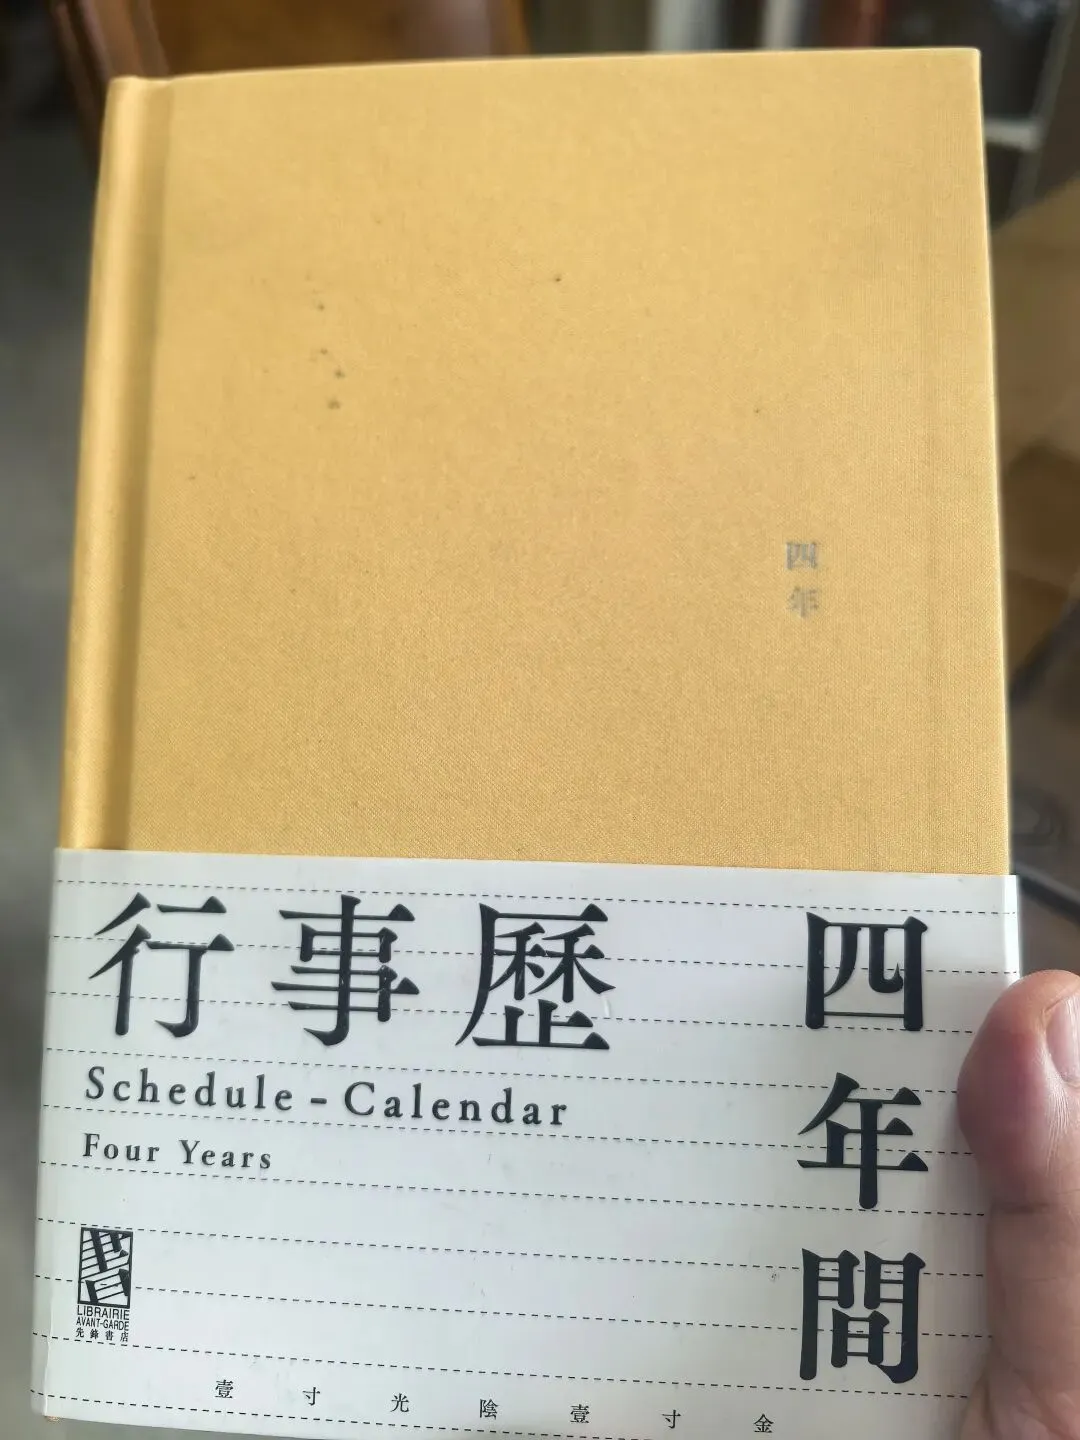 四年
行事歷
四年間
Schedule-Calendar
Four Years
書
LIBRAIRIE
AVANT-GARDE
先鋒書店
壹寸光陰壹寸金